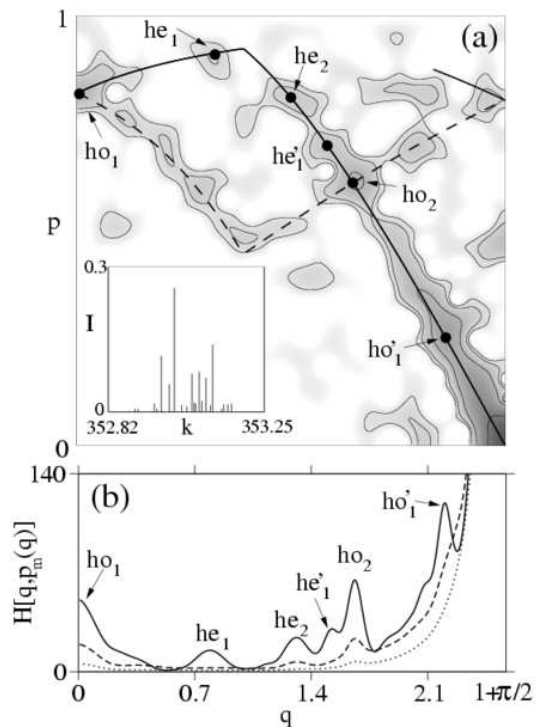 1
he1
(a)
he2
ho1
he'1
ho2
p
0.3
I
ho'1
0
352.82 k 353.25
0
(b)
140
H[q,pm(q)]
ho'1
ho1
ho2
he'1
he2
he1
0
0 0.7 1.4 2.1 1+π/2
q